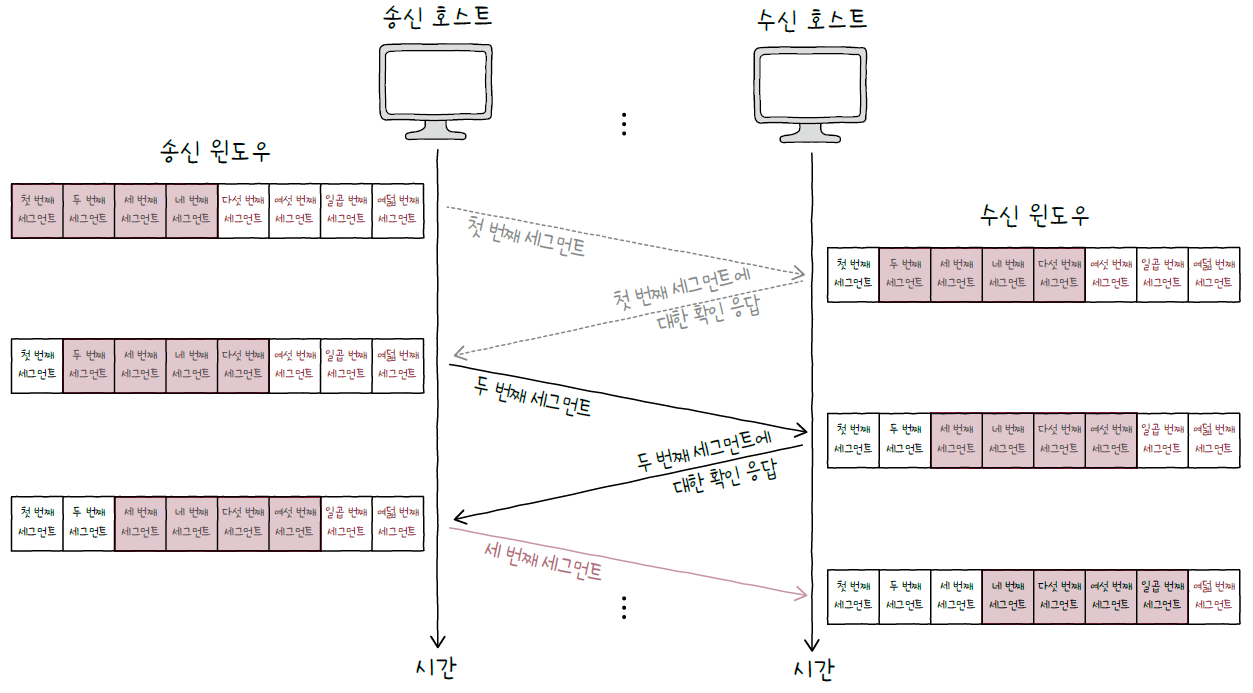 송신 호스트
수신 호스트
송신 윈도우
첫 번째 두 번째 세 번째 네 번째 다섯 번째 여섯 번째 일곱 번째 여덟 번째
세그먼트 세그먼트 세그먼트 세그먼트 세그먼트 세그먼트 세그먼트 세그먼트
수신 윈도우
첫 번째 세그먼트
첫 번째 두 번째 세 번째 네 번째 다섯 번째 여섯 번째 일곱 번째 여덟 번째
세그먼트 세그먼트 세그먼트 세그먼트 세그먼트 세그먼트 세그먼트 세그먼트
첫 번째 세그먼트에
대한 확인 응답
첫 번째 두 번째 세 번째 네 번째 다섯 번째 여섯 번째 일곱 번째 여덟 번째
세그먼트 세그먼트 세그먼트 세그먼트 세그먼트 세그먼트 세그먼트 세그먼트
두 번째 세그먼트
첫 번째 두 번째 세 번째 네 번째 다섯 번째 여섯 번째 일곱 번째 여덟 번째
세그먼트 세그먼트 세그먼트 세그먼트 세그먼트 세그먼트 세그먼트 세그먼트
두 번째 세그먼트에
대한 확인 응답
첫 번째 두 번째 세 번째 네 번째 다섯 번째 여섯 번째 일곱 번째 여덟 번째
세그먼트 세그먼트 세그먼트 세그먼트 세그먼트 세그먼트 세그먼트 세그먼트
세 번째 세그먼트
첫 번째 두 번째 세 번째 네 번째 다섯 번째 여섯 번째 일곱 번째 여덟 번째
세그먼트 세그먼트 세그먼트 세그먼트 세그먼트 세그먼트 세그먼트 세그먼트
시간
시간